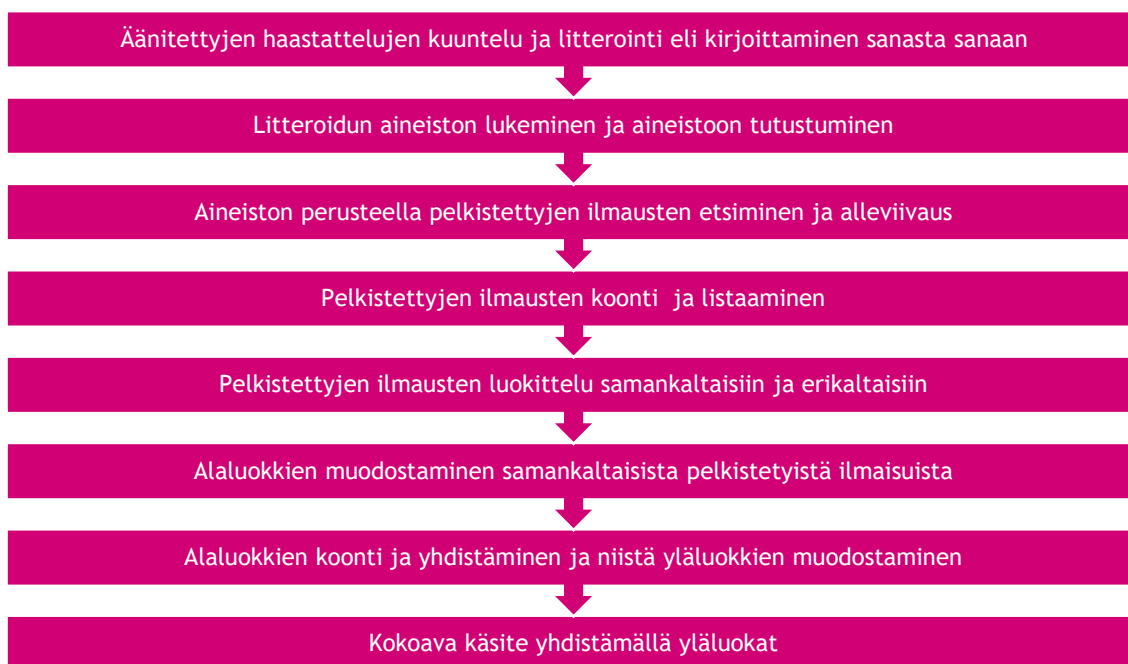 Äänitettyjen haastattelujen kuuntelu ja litterointi eli kirjoittaminen sanasta sanaan
Litteroidun aineiston lukeminen ja aineistoon tutustuminen
Aineiston perusteella pelkistettyjen ilmausten etsiminen ja alleviivaus
Pelkistettyjen ilmausten koonti ja listaaminen
Pelkistettyjen ilmausten luokittelu samankaltaisiin ja erikaltaisiin
Alaluokkien muodostaminen samankaltaisista pelkistetyistä ilmaisuista
Alaluokkien koonti ja yhdistäminen ja niistä yläluokkien muodostaminen
Kokoava käsite yhdistämällä yläluokat